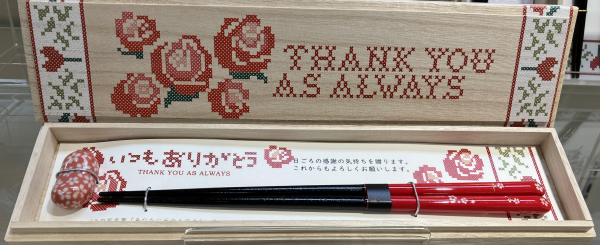 THANK YOU
AS ALWAYS
いつもありがとう
THANK YOU AS ALWAYS
日ごろの感謝の気持ちを贈ります。
これからもよろしくお願いします。